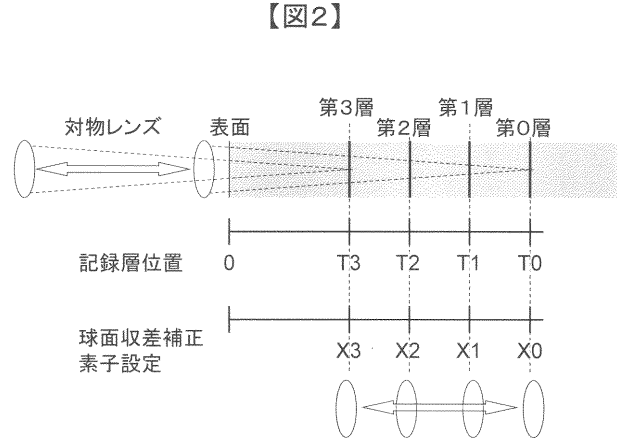 【図2】
対物レンズ 表面 第3層 第2層 第1層 第0層
記録層位置 0 T3 T2 T1 T0
球面収差補正
素子設定 X3 X2 X1 X0